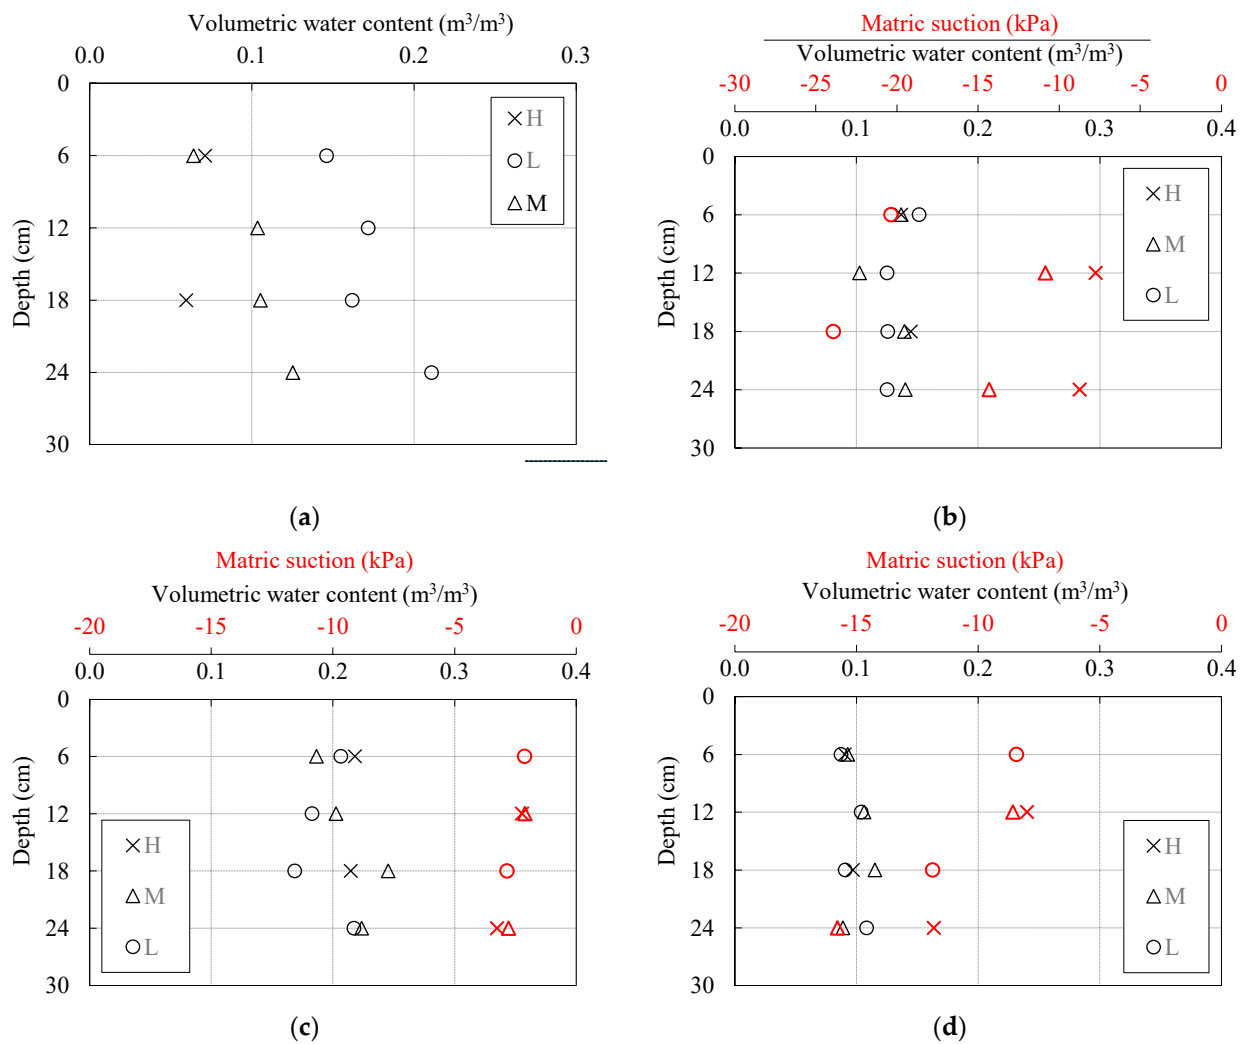 Volumetric water content (m³/m³)
0.0 0.1 0.2 0.3
0
6
12
18
24
30
Depth (cm)
H
L
M
(a)
Matric suction (kPa)
Volumetric water content (m³/m³)
-30 -25 -20 -15 -10 -5 0
0.0 0.1 0.2 0.3 0.4
0
6
12
18
24
30
Depth (cm)
H
M
L
(b)
Matric suction (kPa)
Volumetric water content (m³/m³)
-20 -15 -10 -5 0
0.0 0.1 0.2 0.3 0.4
0
6
12
18
24
30
Depth (cm)
H
M
L
(c)
Matric suction (kPa)
Volumetric water content (m³/m³)
-20 -15 -10 -5 0
0.0 0.1 0.2 0.3 0.4
0
6
12
18
24
30
Depth (cm)
H
M
L
(d)